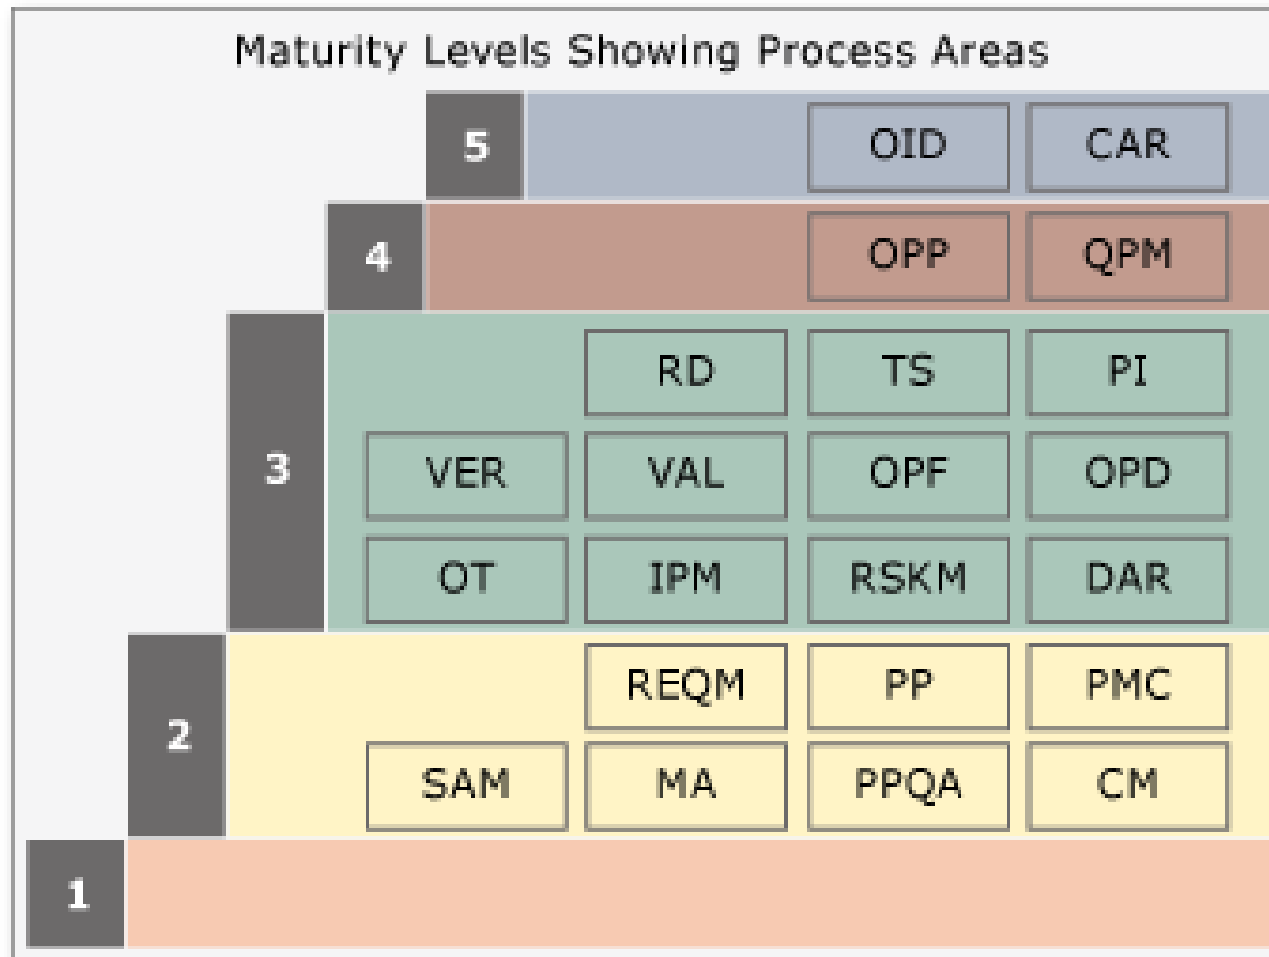 Maturity Levels Showing Process Areas
5 OID CAR
4 OPP QPM
RD TS PI
3 VER VAL OPF OPD
OT IPM RSKM DAR
REQM PP PMC
2
SAM MA PPQA CM
1